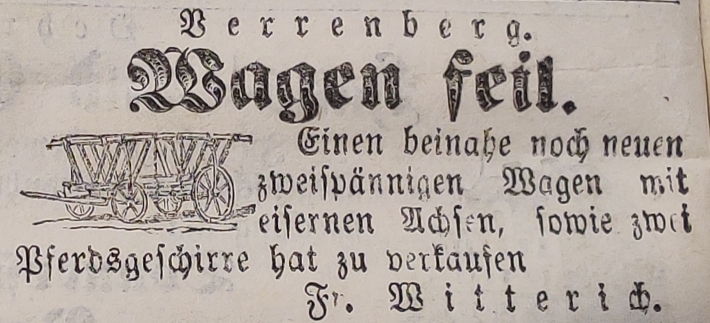 Verrenberg.
Wagen feil.
Einen beinahe noch neuen
zweispännigen Wagen mit
eisernen Achsen, sowie zwei
Pferdsgeschirre hat zu verkaufen
Fr. Witterich.